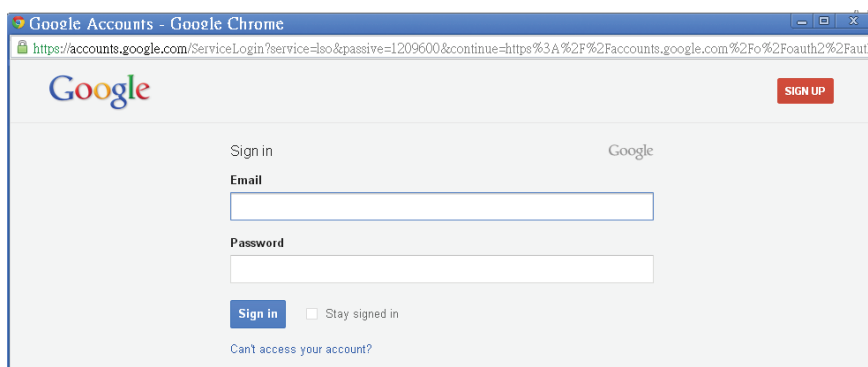 Google Accounts - Google Chrome
https://accounts.google.com/ServiceLogin?service=lso&passive=1209600&continue=https%3A%2F%2Faccounts.google.com%2Fo%2Foauth2%2Faut
Google
SIGN UP
Sign in
Google
Email
Password
Sign in
Stay signed in
Can't access your account?